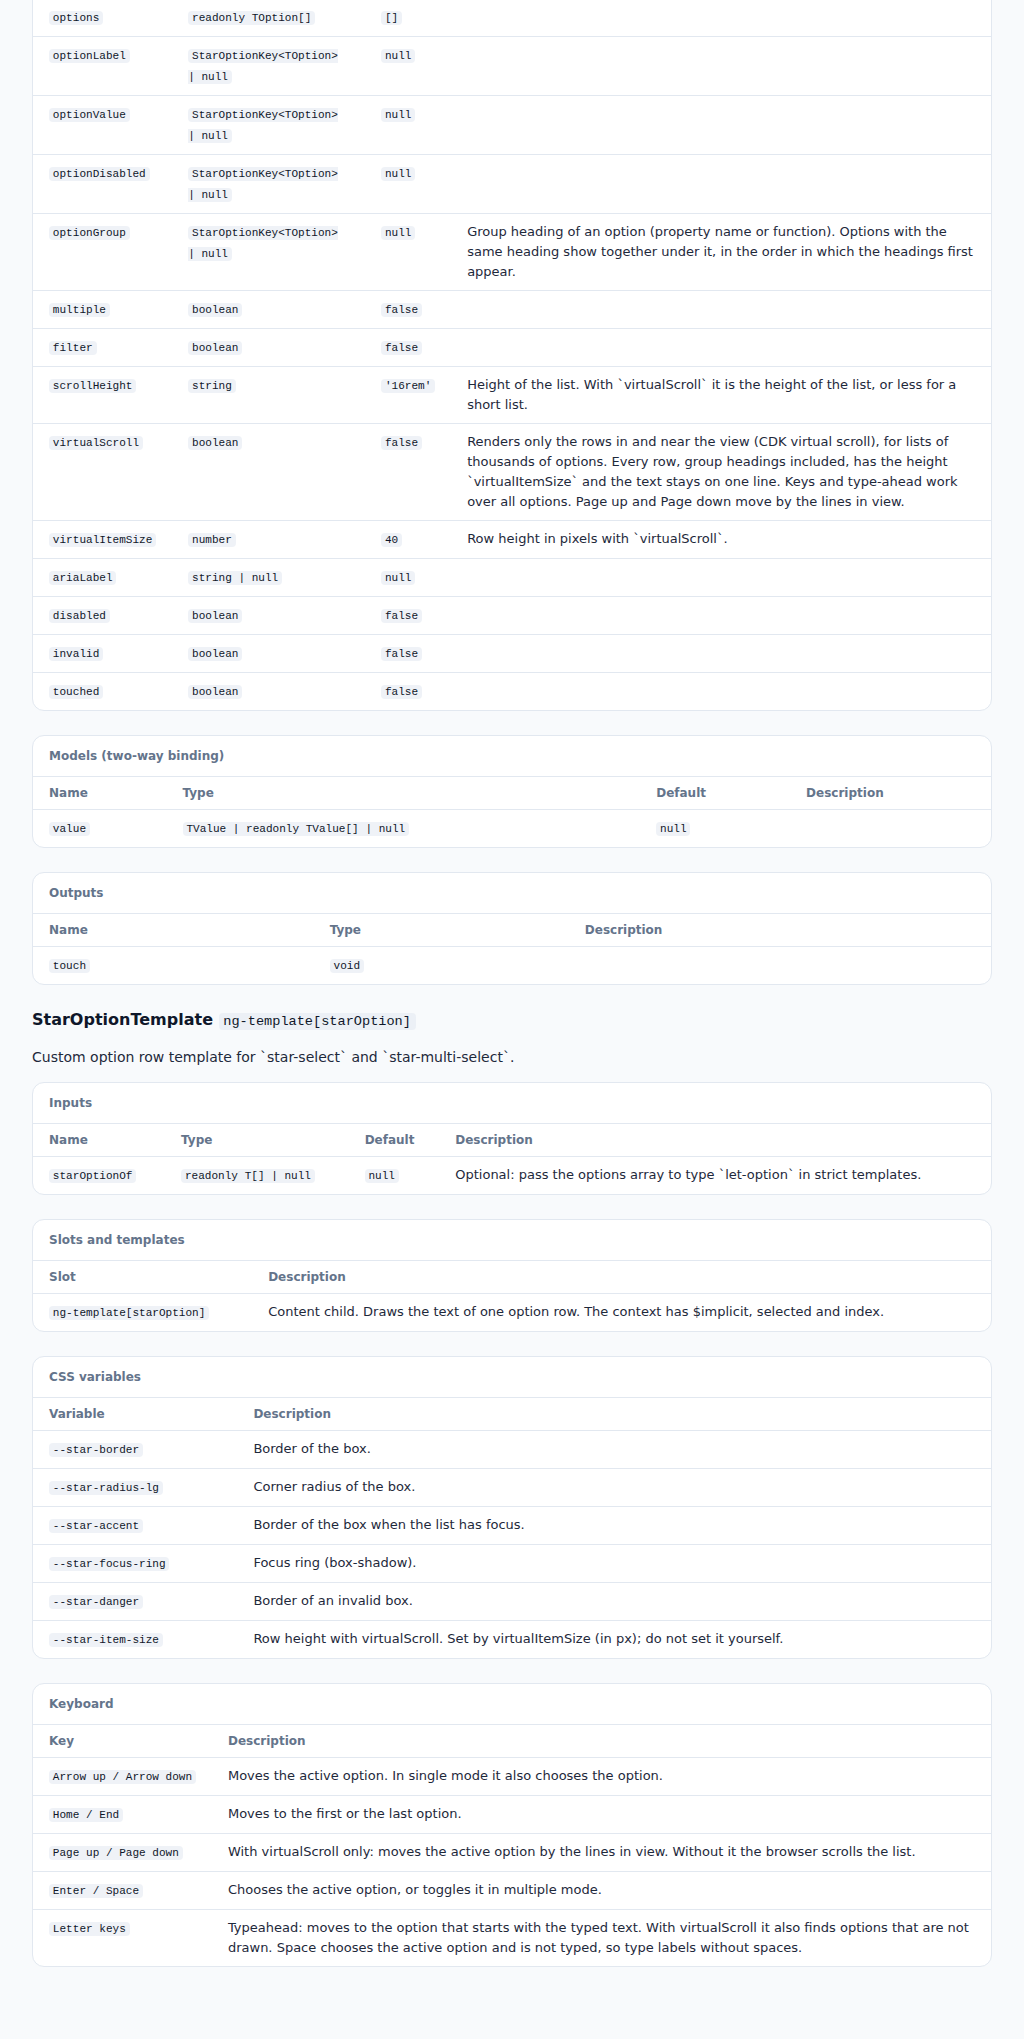 options readonly TOption[] []
optionLabel StarOptionKey<TOption> null
| null
optionValue StarOptionKey<TOption> null
| null
optionDisabled StarOptionKey<TOption> null
| null
optionGroup StarOptionKey<TOption> null Group heading of an option (property name or function). Options with the
| null same heading show together under it, in the order in which the headings first
appear.
multiple boolean false
filter boolean false
scrollHeight string '16rem' Height of the list. With `virtualScroll` it is the height of the list, or less for a
short list.
virtualScroll boolean false Renders only the rows in and near the view (CDK virtual scroll), for lists of
thousands of options. Every row, group headings included, has the height
`virtualItemSize` and the text stays on one line. Keys and type-ahead work
over all options. Page up and Page down move by the lines in view.
virtualItemSize number 40 Row height in pixels with `virtualScroll`.
ariaLabel string | null null
disabled boolean false
invalid boolean false
touched boolean false
Models (two-way binding)
Name Type Default Description
value TValue | readonly TValue[] | null null
Outputs
Name Type Description
touch void
StarOptionTemplate ng-template[starOption]
Custom option row template for `star-select` and `star-multi-select`.
Inputs
Name Type Default Description
starOptionOf readonly T[] | null null Optional: pass the options array to type `let-option` in strict templates.
Slots and templates
Slot Description
ng-template[starOption] Content child. Draws the text of one option row. The context has $implicit, selected and index.
CSS variables
Variable Description
--star-border Border of the box.
--star-radius-lg Corner radius of the box.
--star-accent Border of the box when the list has focus.
--star-focus-ring Focus ring (box-shadow).
--star-danger Border of an invalid box.
--star-item-size Row height with virtualScroll. Set by virtualItemSize (in px); do not set it yourself.
Keyboard
Key Description
Arrow up / Arrow down Moves the active option. In single mode it also chooses the option.
Home / End Moves to the first or the last option.
Page up / Page down With virtualScroll only: moves the active option by the lines in view. Without it the browser scrolls the list.
Enter / Space Chooses the active option, or toggles it in multiple mode.
Letter keys Typeahead: moves to the option that starts with the typed text. With virtualScroll it also finds options that are not
drawn. Space chooses the active option and is not typed, so type labels without spaces.